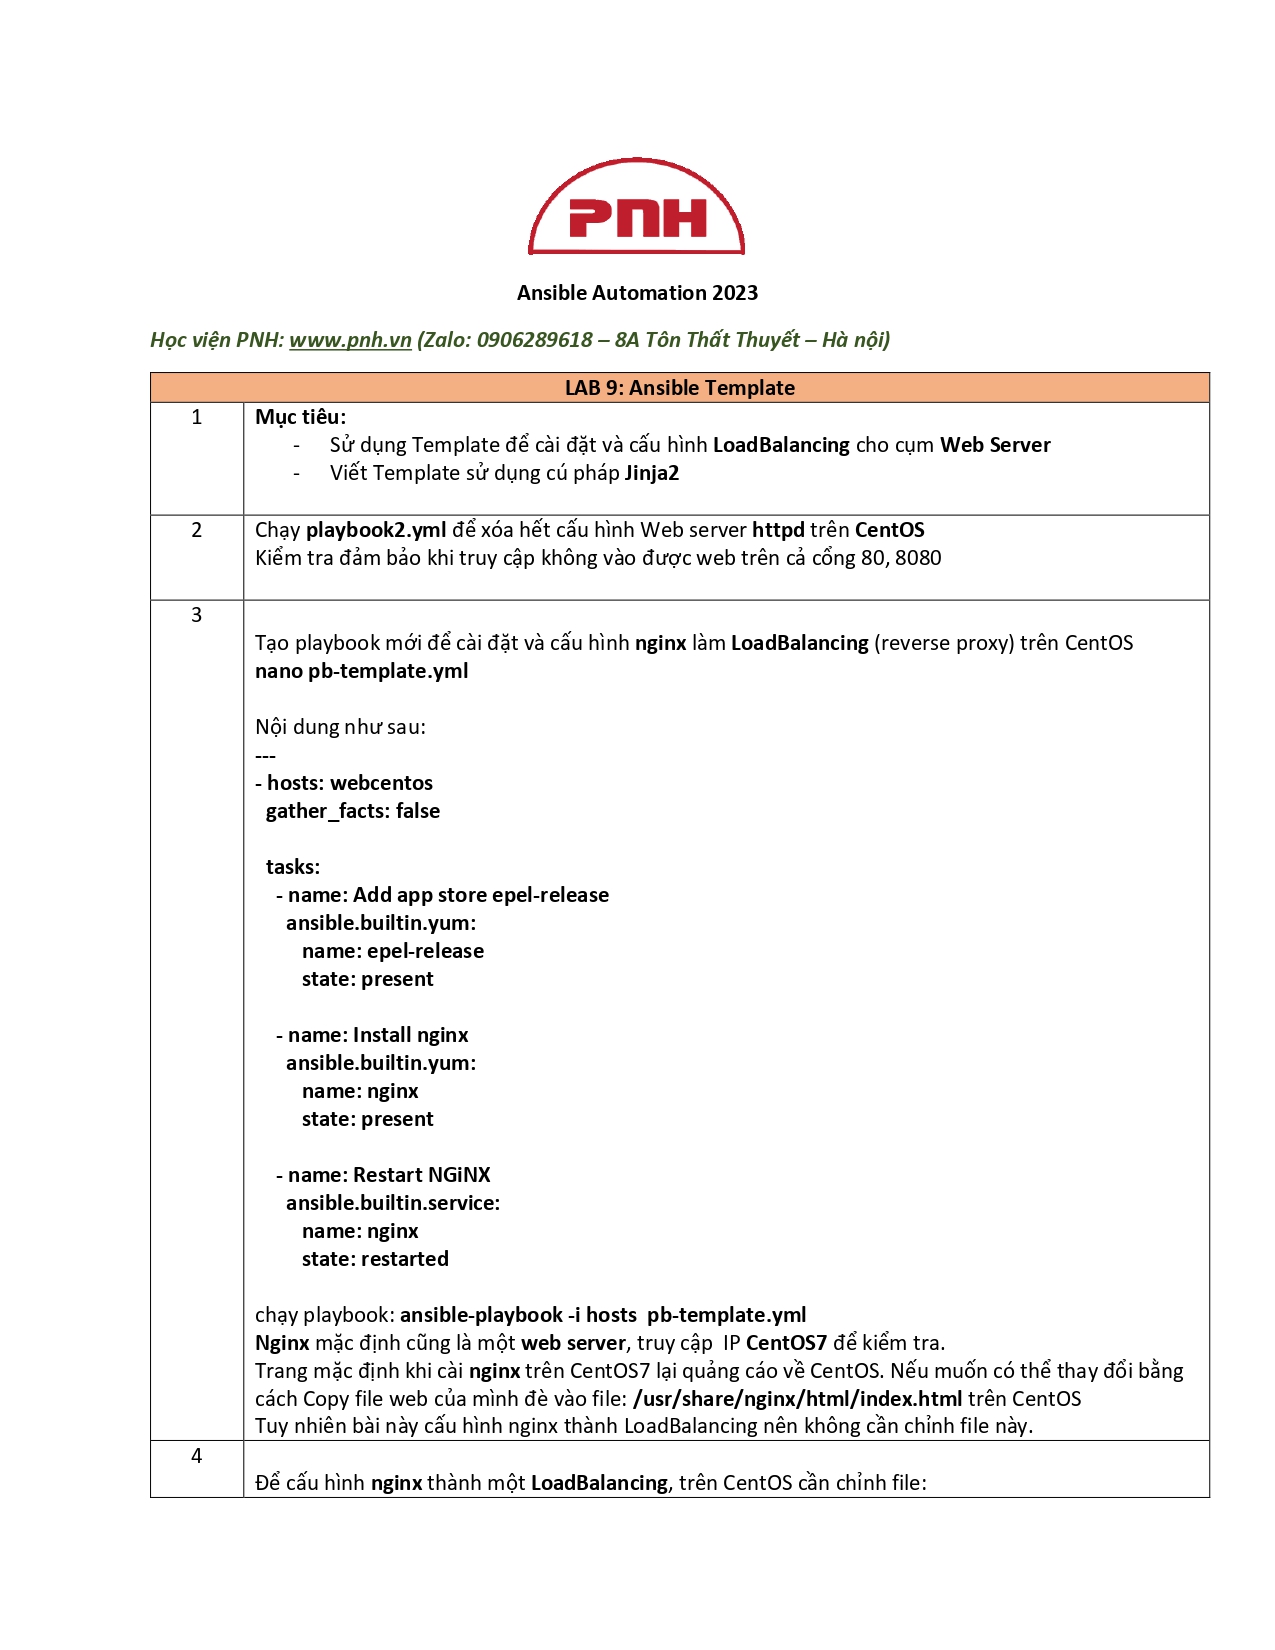 PNH
Ansible Automation 2023
Học viện PNH: www.pnh.vn (Zalo: 0906289618 – 8A Tôn Thất Thuyết – Hà nội)
LAB 9: Ansible Template
1
Mục tiêu:
- Sử dụng Template để cài đặt và cấu hình LoadBalancing cho cụm Web Server
- Viết Template sử dụng cú pháp Jinja2
2
Chạy playbook2.yml để xóa hết cấu hình Web server httpd trên CentOS
Kiểm tra đảm bảo khi truy cập không vào được web trên cả cổng 80, 8080
3
Tạo playbook mới để cài đặt và cấu hình nginx làm LoadBalancing (reverse proxy) trên CentOS
nano pb-template.yml
Nội dung như sau:
---
- hosts: webcentos
  gather_facts: false
  tasks:
    - name: Add app store epel-release
      ansible.builtin.yum:
        name: epel-release
        state: present
    - name: Install nginx
      ansible.builtin.yum:
        name: nginx
        state: present
    - name: Restart NGiNX
      ansible.builtin.service:
        name: nginx
        state: restarted
chạy playbook: ansible-playbook -i hosts  pb-template.yml
Nginx mặc định cũng là một web server, truy cập  IP CentOS7 để kiểm tra.
Trang mặc định khi cài nginx trên CentOS7 lại quảng cáo về CentOS. Nếu muốn có thể thay đổi bằng
cách Copy file web của mình đè vào file: /usr/share/nginx/html/index.html trên CentOS
Tuy nhiên bài này cấu hình nginx thành LoadBalancing nên không cần chỉnh file này.
4
Để cấu hình nginx thành một LoadBalancing, trên CentOS cần chỉnh file: